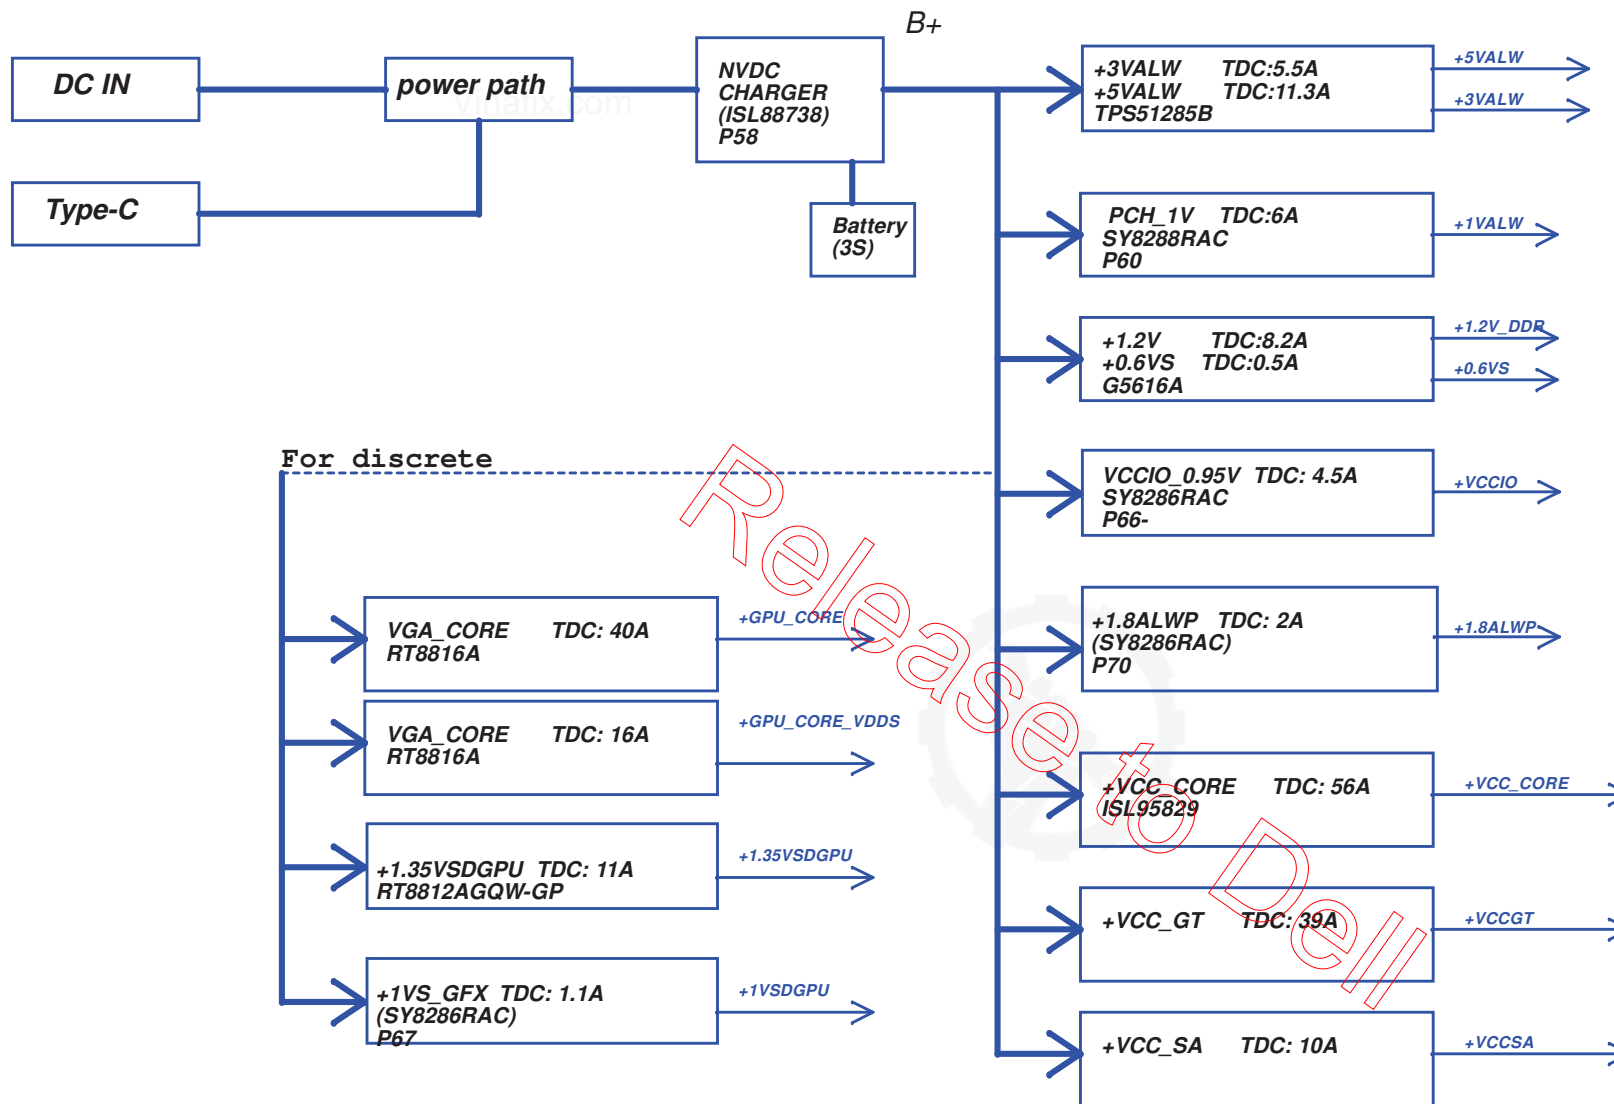 B+
DC IN
power path
Vinafix.com
NVDC
CHARGER
(ISL88738)
P58
Type-C
Battery
(3S)
+3VALW TDC:5.5A
+5VALW TDC:11.3A
TPS51285B
+5VALW
+3VALW
PCH_1V TDC:6A
SY8288RAC
P60
+1VALW
+1.2V TDC:8.2A
+0.6VS TDC:0.5A
G5616A
+1.2V_DDR
+0.6VS
For discrete
VCCIO_0.95V TDC: 4.5A
SY8286RAC
P66-
+VCCIO
VGA_CORE TDC: 40A
RT8816A
+GPU_CORE
+1.8ALWP TDC: 2A
(SY8286RAC)
P70
+1.8ALWP
VGA_CORE TDC: 16A
RT8816A
+GPU_CORE_VDDS
+VCC_CORE TDC: 56A
ISL95829
+VCC_CORE
+1.35VSDGPU TDC: 11A
RT8812AGQW-GP
+1.35VSDGPU
+VCC_GT TDC: 39A
+VCCGT
+1VS_GFX TDC: 1.1A
(SY8286RAC)
P67
+1VSDGPU
+VCC_SA TDC: 10A
+VCCSA
Release to Dell